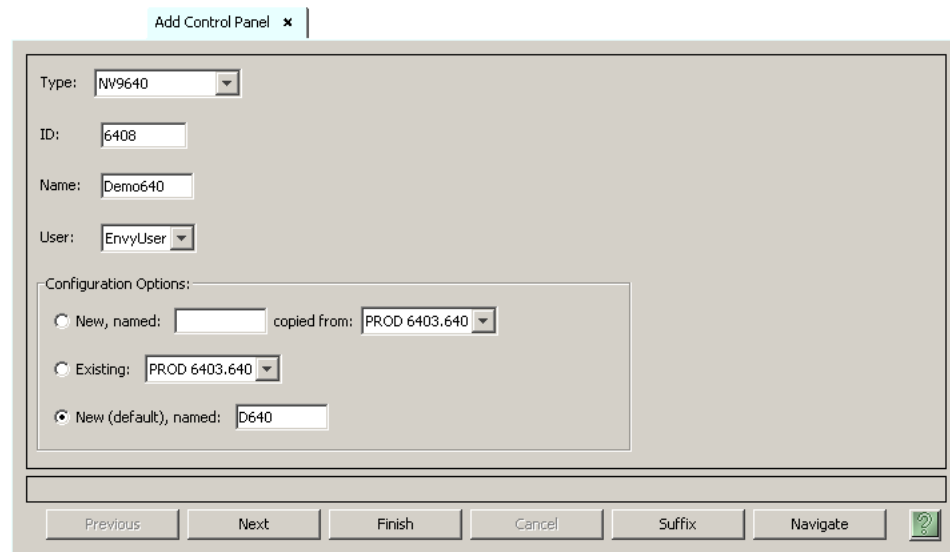 Add Control Panel ×
Type: NV9640
ID: 6408
Name: Demo640
User: EnvyUser
Configuration Options:
New, named: copied from: PROD 6403.640
Existing: PROD 6403.640
New (default), named: D640
Previous Next Finish Cancel Suffix Navigate ?